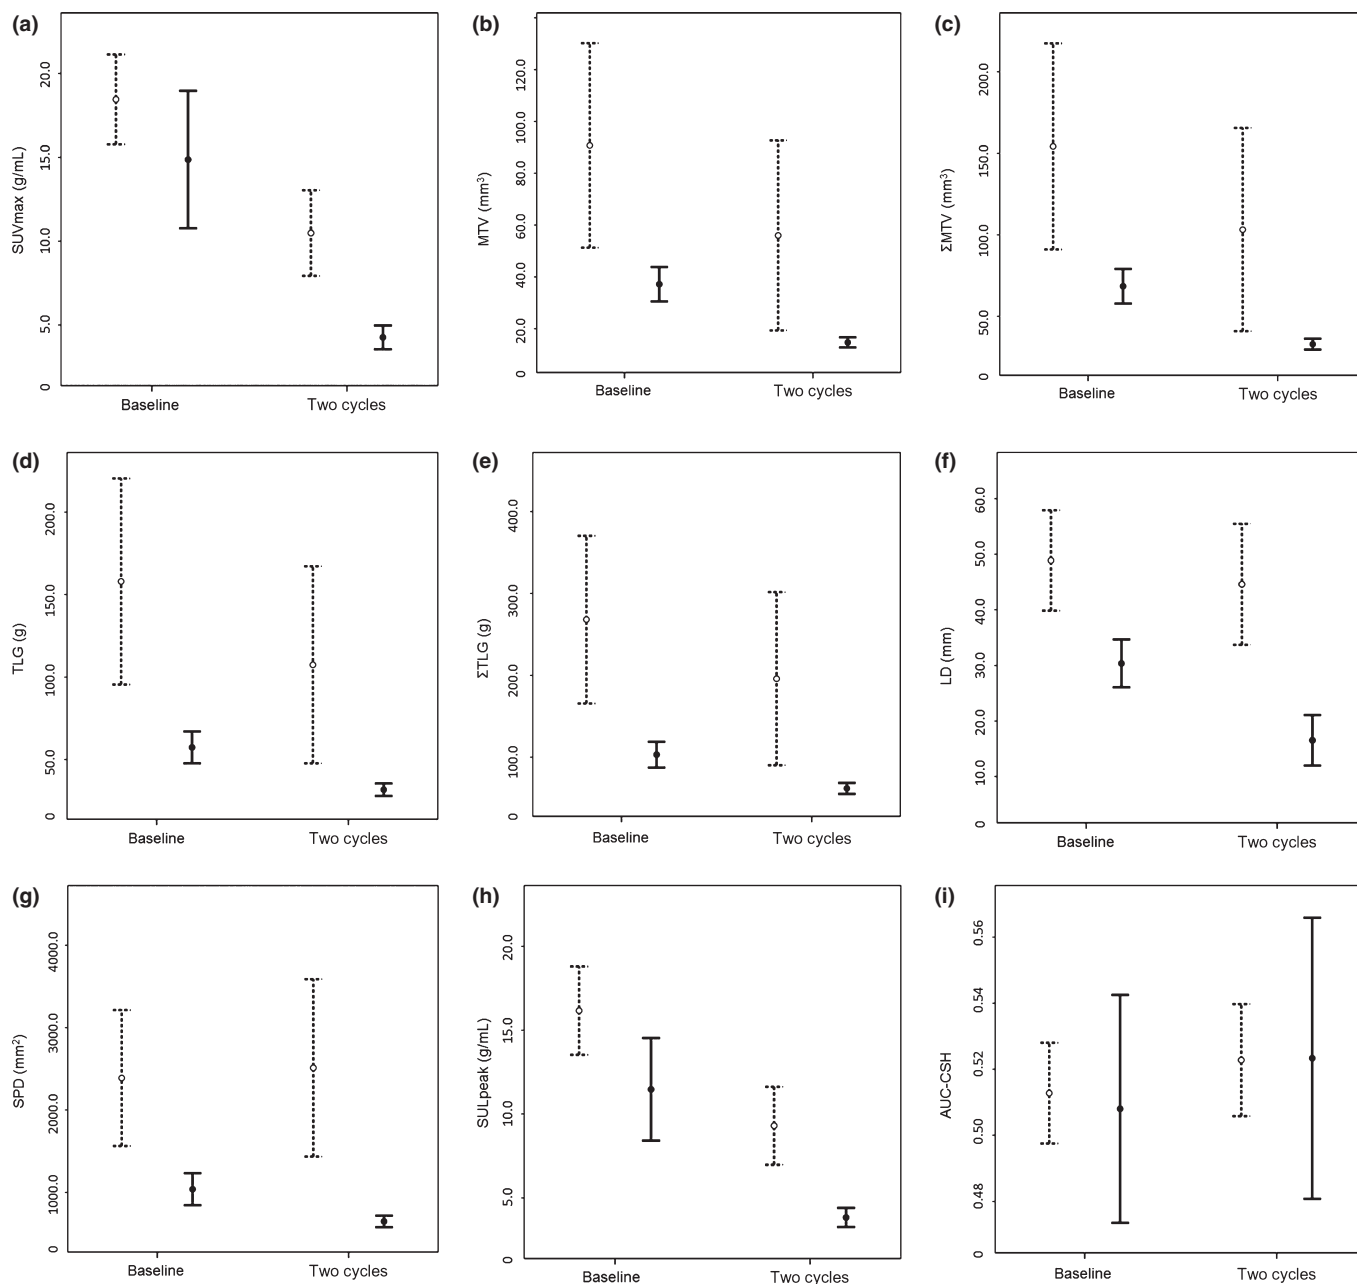 (a)
SUVmax (g/mL)
20.0
15.0
10.0
5.0
0
Baseline Two cycles
(b)
MTV (mm³)
120.0
100.0
80.0
60.0
40.0
20.0
0
Baseline Two cycles
(c)
ΣMTV (mm³)
200.0
150.0
100.0
50.0
0
Baseline Two cycles
(d)
TLG (g)
200.0
150.0
100.0
50.0
0
Baseline Two cycles
(e)
ΣTLG (g)
400.0
300.0
200.0
100.0
0
Baseline Two cycles
(f)
LD (mm)
60.0
50.0
40.0
30.0
20.0
10.0
0
Baseline Two cycles
(g)
SPD (mm²)
4000.0
3000.0
2000.0
1000.0
0
Baseline Two cycles
(h)
SULpeak (g/mL)
20.0
15.0
10.0
5.0
0
Baseline Two cycles
(i)
AUC-CSH
0.56
0.54
0.52
0.50
0.48
0
Baseline Two cycles